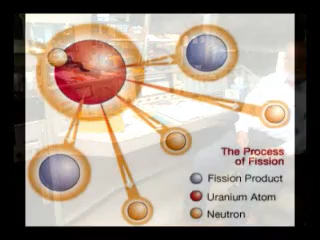 The Process
of Fission
Fission Product
Uranium Atom
Neutron